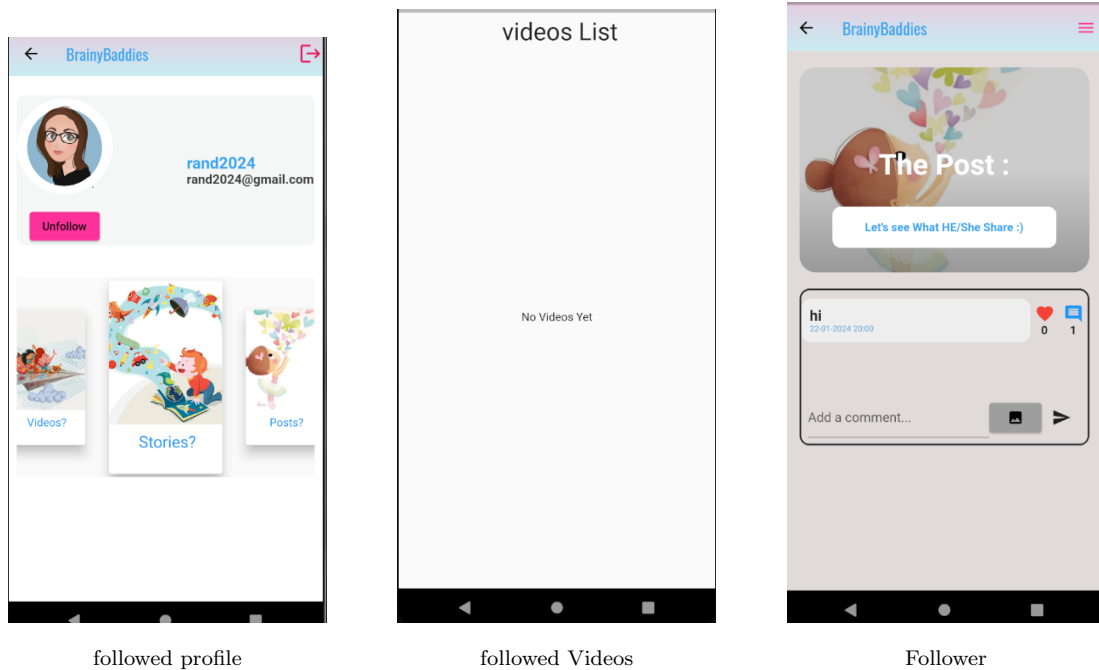 BrainyBaddies
rand2024
rand2024@gmail.com
Unfollow
Videos?
Stories?
Posts?
followed profile
videos List
No Videos Yet
followed Videos
BrainyBaddies
The Post :
Let's see What HE/She Share :)
hi
22-01-2024 20:00
0 1
Add a comment...
Follower